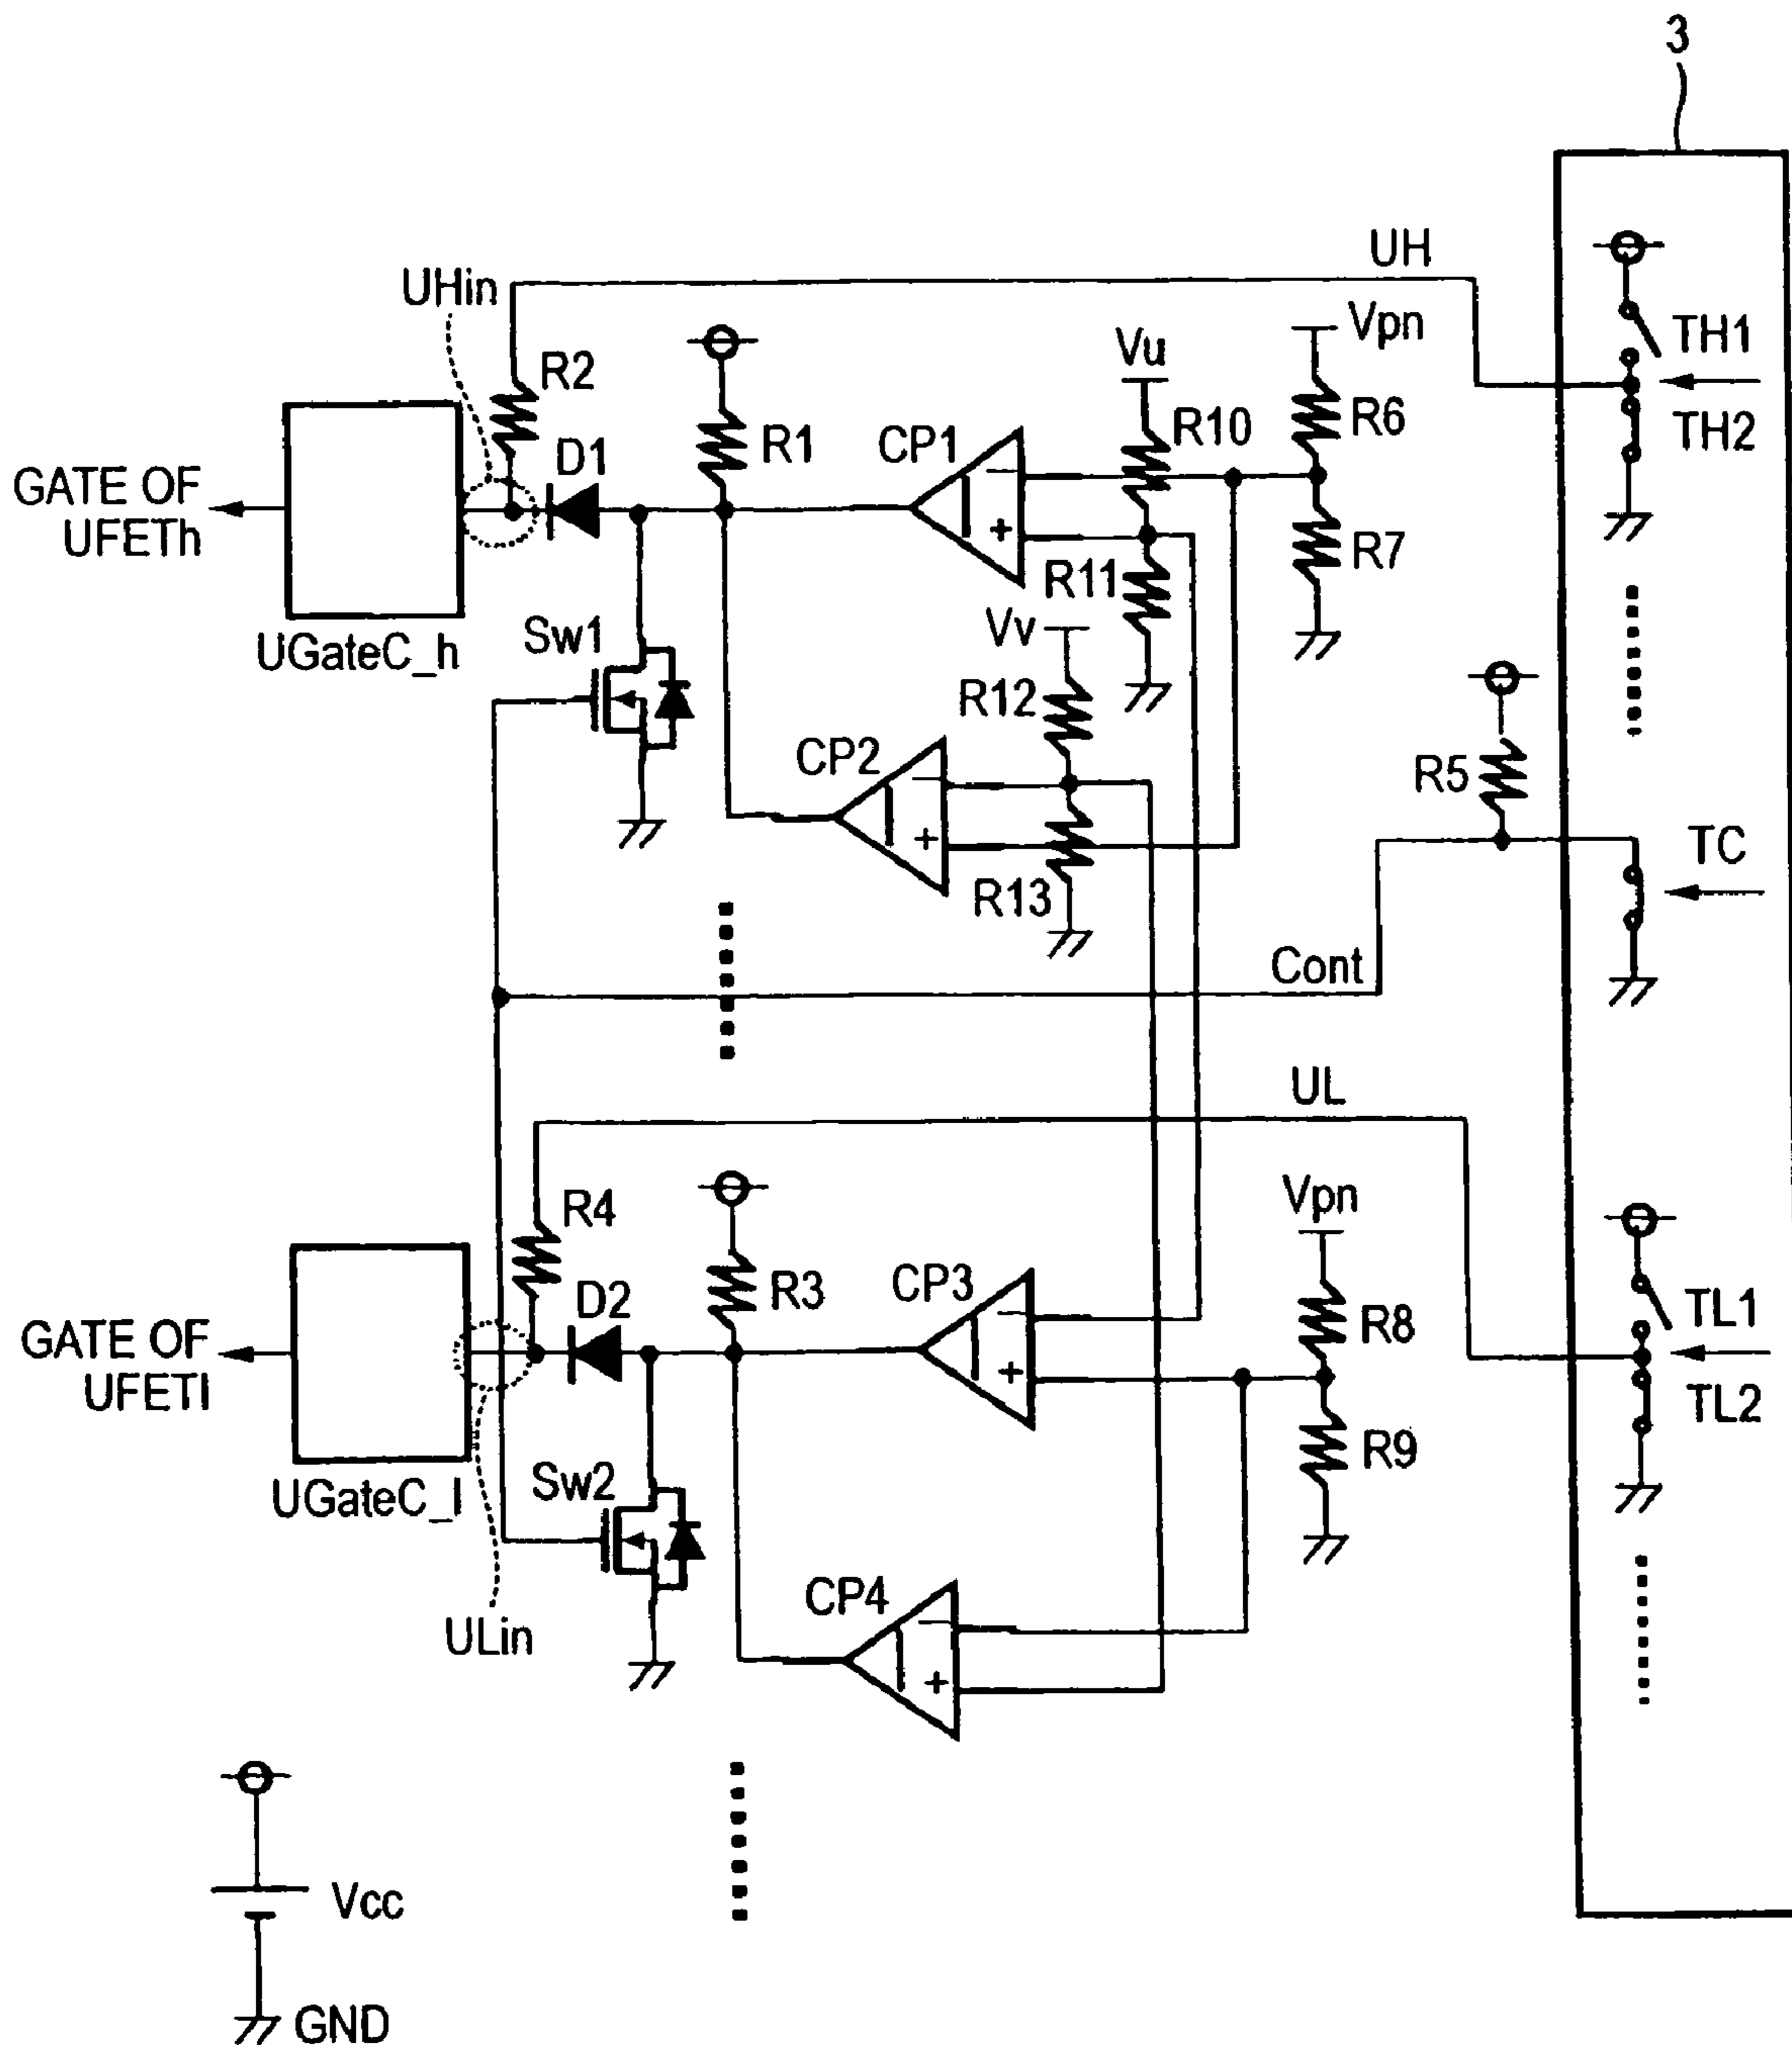 3
UH
UHin
Vpn
Vu
TH1
R2
R10
R6
R1
CP1
D1
TH2
GATE OF
UFETh
−
+
R7
R11
Sw1
Vv
UGateC_h
R12
CP2
R5
−
+
TC
R13
Cont
UL
Vpn
R4
CP3
R3
D2
TL1
R8
GATE OF
UFETl
−
+
TL2
R9
Sw2
UGateC_l
CP4
ULin
−
+
Vcc
GND